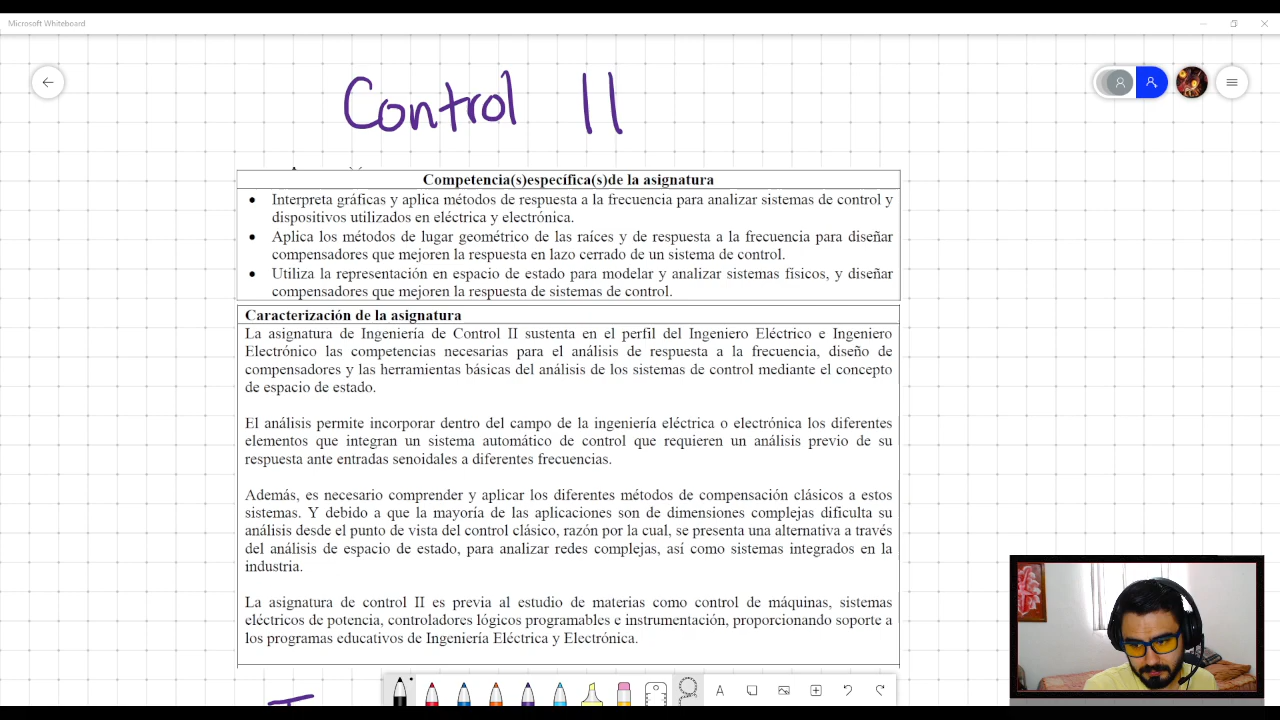 Microsoft Whiteboard
Control II
Competencia(s)específica(s)de la asignatura
• Interpreta gráficas y aplica métodos de respuesta a la frecuencia para analizar sistemas de control y
dispositivos utilizados en eléctrica y electrónica.
• Aplica los métodos de lugar geométrico de las raíces y de respuesta a la frecuencia para diseñar
compensadores que mejoren la respuesta en lazo cerrado de un sistema de control.
• Utiliza la representación en espacio de estado para modelar y analizar sistemas físicos, y diseñar
compensadores que mejoren la respuesta de sistemas de control.
Caracterización de la asignatura
La asignatura de Ingeniería de Control II sustenta en el perfil del Ingeniero Eléctrico e Ingeniero
Electrónico las competencias necesarias para el análisis de respuesta a la frecuencia, diseño de
compensadores y las herramientas básicas del análisis de los sistemas de control mediante el concepto
de espacio de estado.
El análisis permite incorporar dentro del campo de la ingeniería eléctrica o electrónica los diferentes
elementos que integran un sistema automático de control que requieren un análisis previo de su
respuesta ante entradas senoidales a diferentes frecuencias.
Además, es necesario comprender y aplicar los diferentes métodos de compensación clásicos a estos
sistemas. Y debido a que la mayoría de las aplicaciones son de dimensiones complejas dificulta su
análisis desde el punto de vista del control clásico, razón por la cual, se presenta una alternativa a través
del análisis de espacio de estado, para analizar redes complejas, así como sistemas integrados en la
industria.
La asignatura de control II es previa al estudio de materias como control de máquinas, sistemas
eléctricos de potencia, controladores lógicos programables e instrumentación, proporcionando soporte a
los programas educativos de Ingeniería Eléctrica y Electrónica.
A